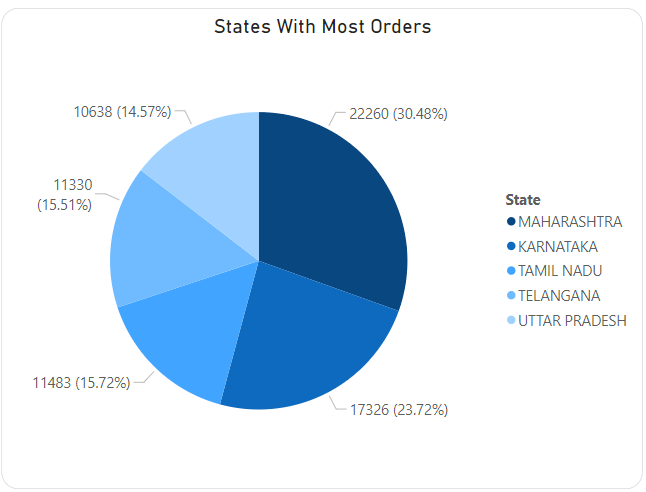 States With Most Orders
10638 (14.57%)
22260 (30.48%)
11330
(15.51%)
State
MAHARASHTRA
KARNATAKA
TAMIL NADU
TELANGANA
UTTAR PRADESH
11483 (15.72%)
17326 (23.72%)